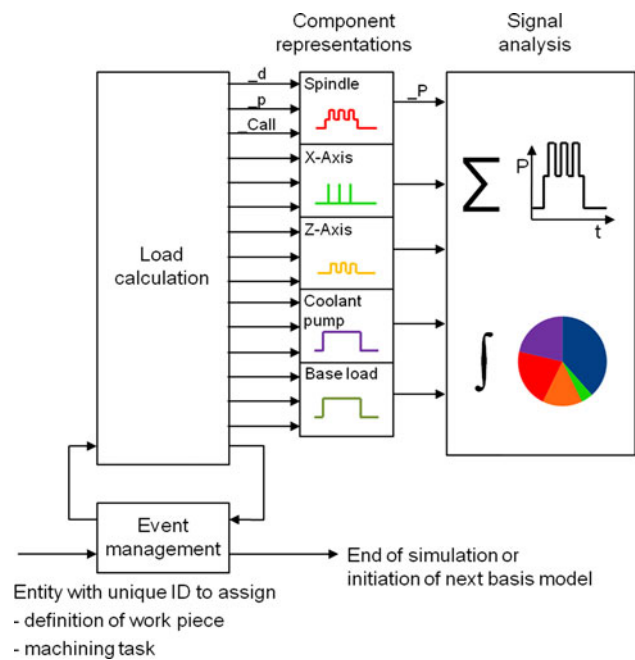 Component
representations
Signal
analysis
_d
_p
_Call
Spindle
_P
X-Axis
Z-Axis
Load
calculation
Coolant
pump
Base load
∑
P
t
∫
Event
management
End of simulation or
initiation of next basis model
Entity with unique ID to assign
- definition of work piece
- machining task